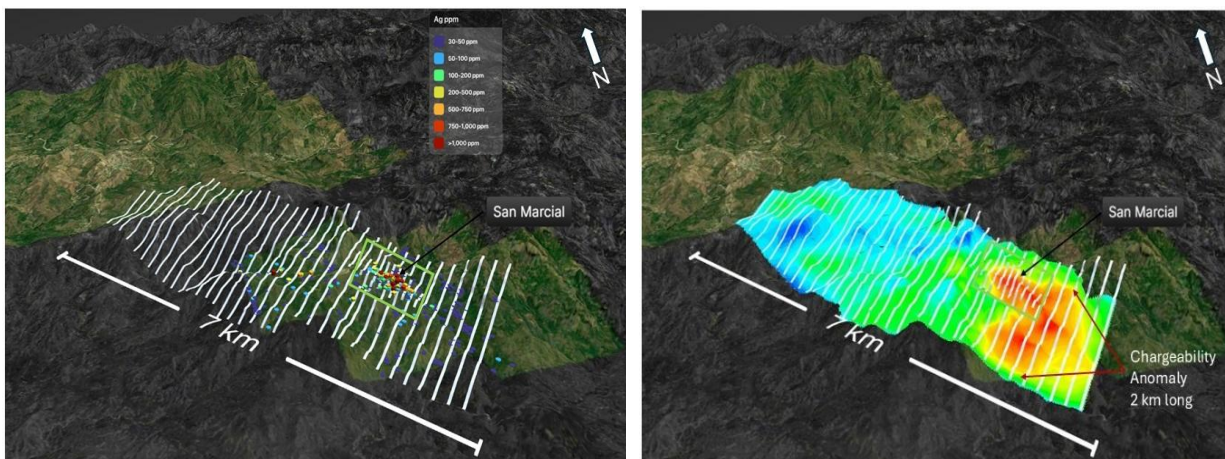 Ag ppm
30-50 ppm
50-100 ppm
100-200 ppm
200-500 ppm
500-750 ppm
750-1,000 ppm
>1,000 ppm
N
San Marcial
7 km
N
San Marcial
7 km
Chargeability
Anomaly
2 km long